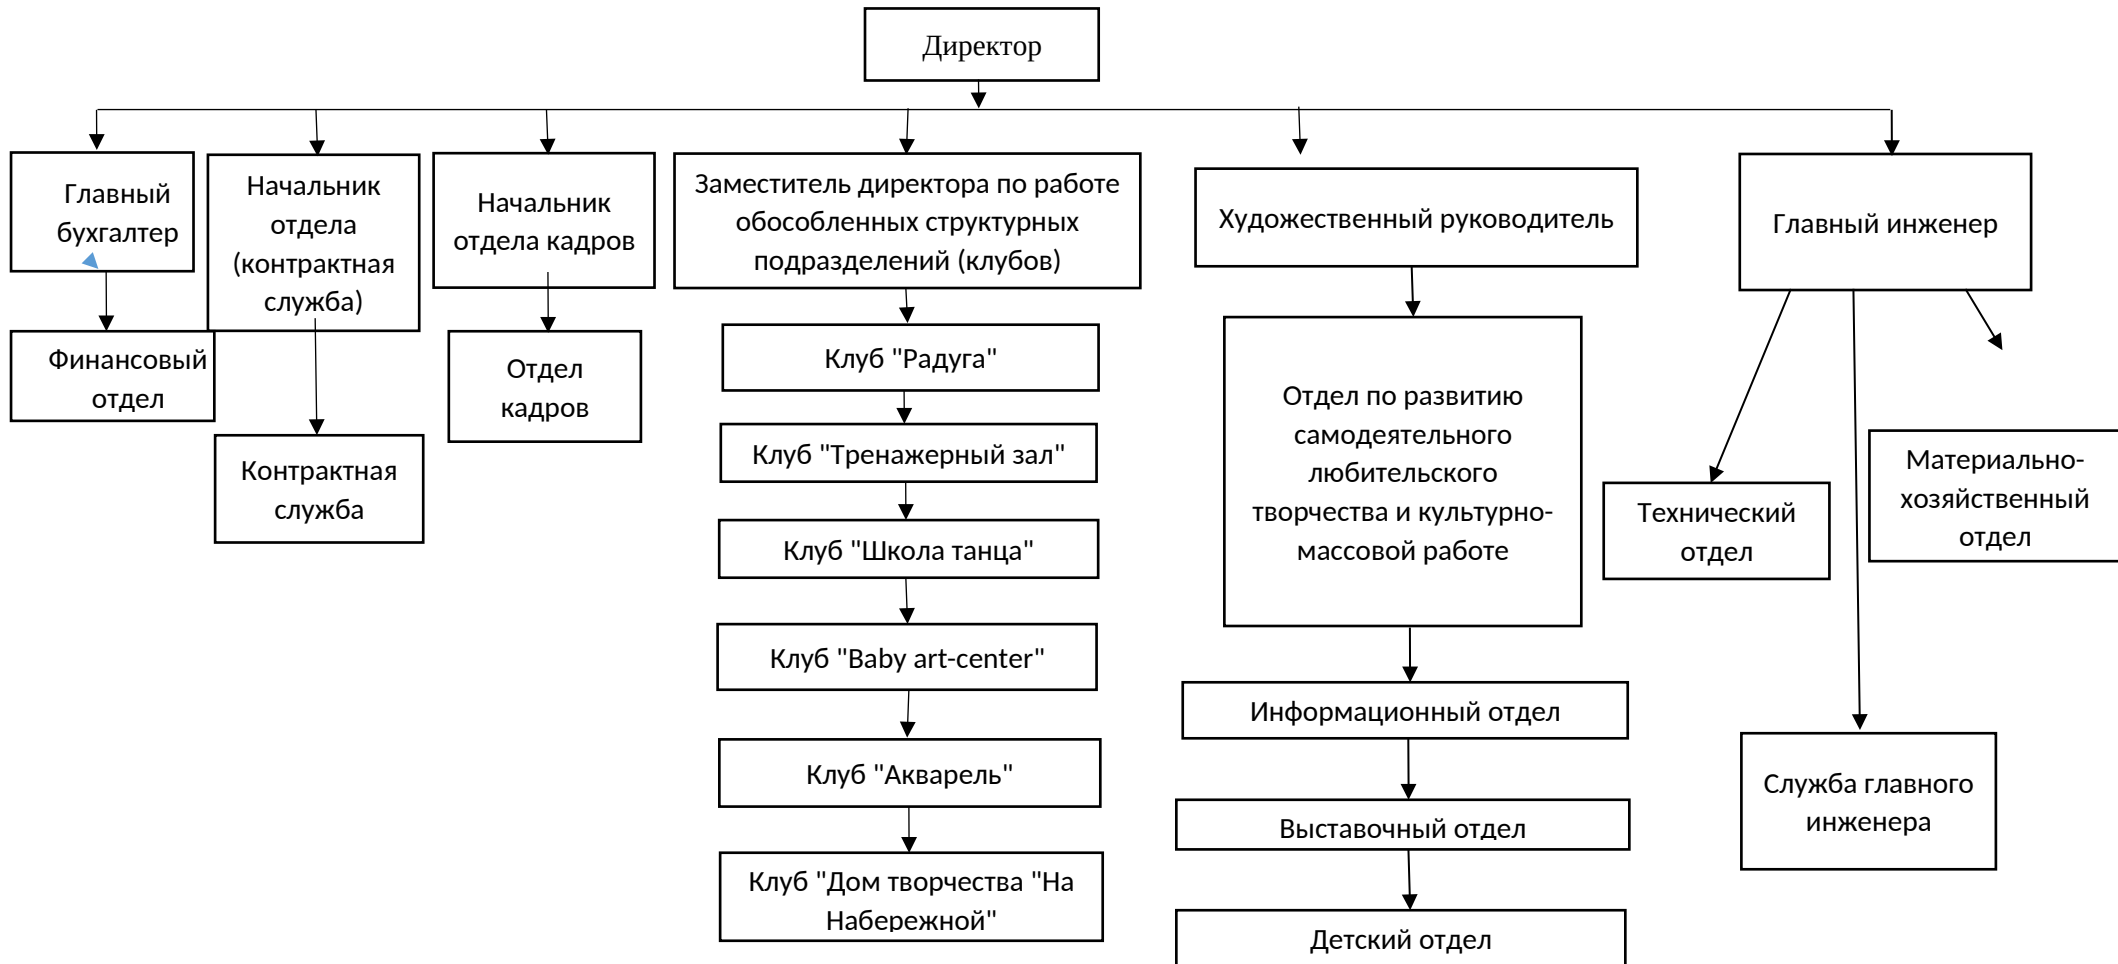 Директор
Главный
бухгалтер
Начальник
отдела
(контрактная
служба)
Начальник
отдела кадров
Заместитель директора по работе
обособленных структурных
подразделений (клубов)
Художественный руководитель
Главный инженер
Финансовый
отдел
Контрактная
служба
Отдел
кадров
Клуб "Радуга"
Клуб "Тренажерный зал"
Клуб "Школа танца"
Клуб "Baby art-center"
Клуб "Акварель"
Клуб "Дом творчества "На
Набережной"
Отдел по развитию
самодеятельного
любительского
творчества и культурно-
массовой работе
Информационный отдел
Выставочный отдел
Детский отдел
Технический
отдел
Материально-
хозяйственный
отдел
Служба главного
инженера